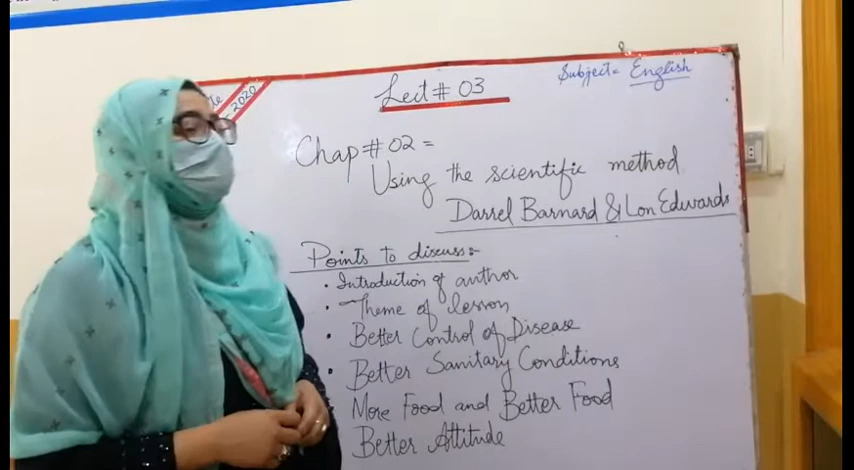 Lect # 03
Subject = English
2020
Chap # 02 =
Using the scientific method
Darrel Barnard & Lon Edwards
Points to discuss:-
• Introduction of author
• Theme of lesson
• Better Control of Disease
• Better Sanitary Conditions
More Food and Better Food
Better Attitude